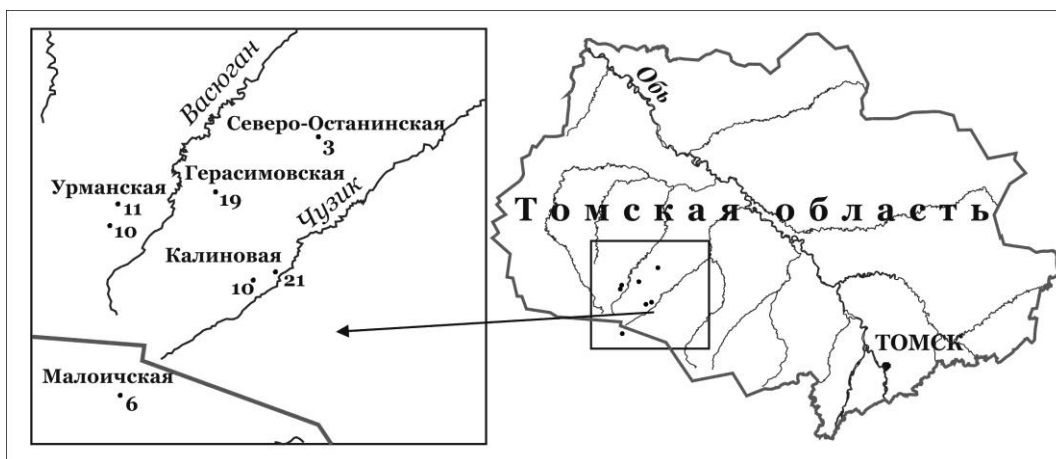 Васюган
Северо-Останинская
3
Герасимовская
19
Чузик
Урманская
11
10
Калиновая
21
10
Малоичская
6
Обь
Томская область
ТОМСК